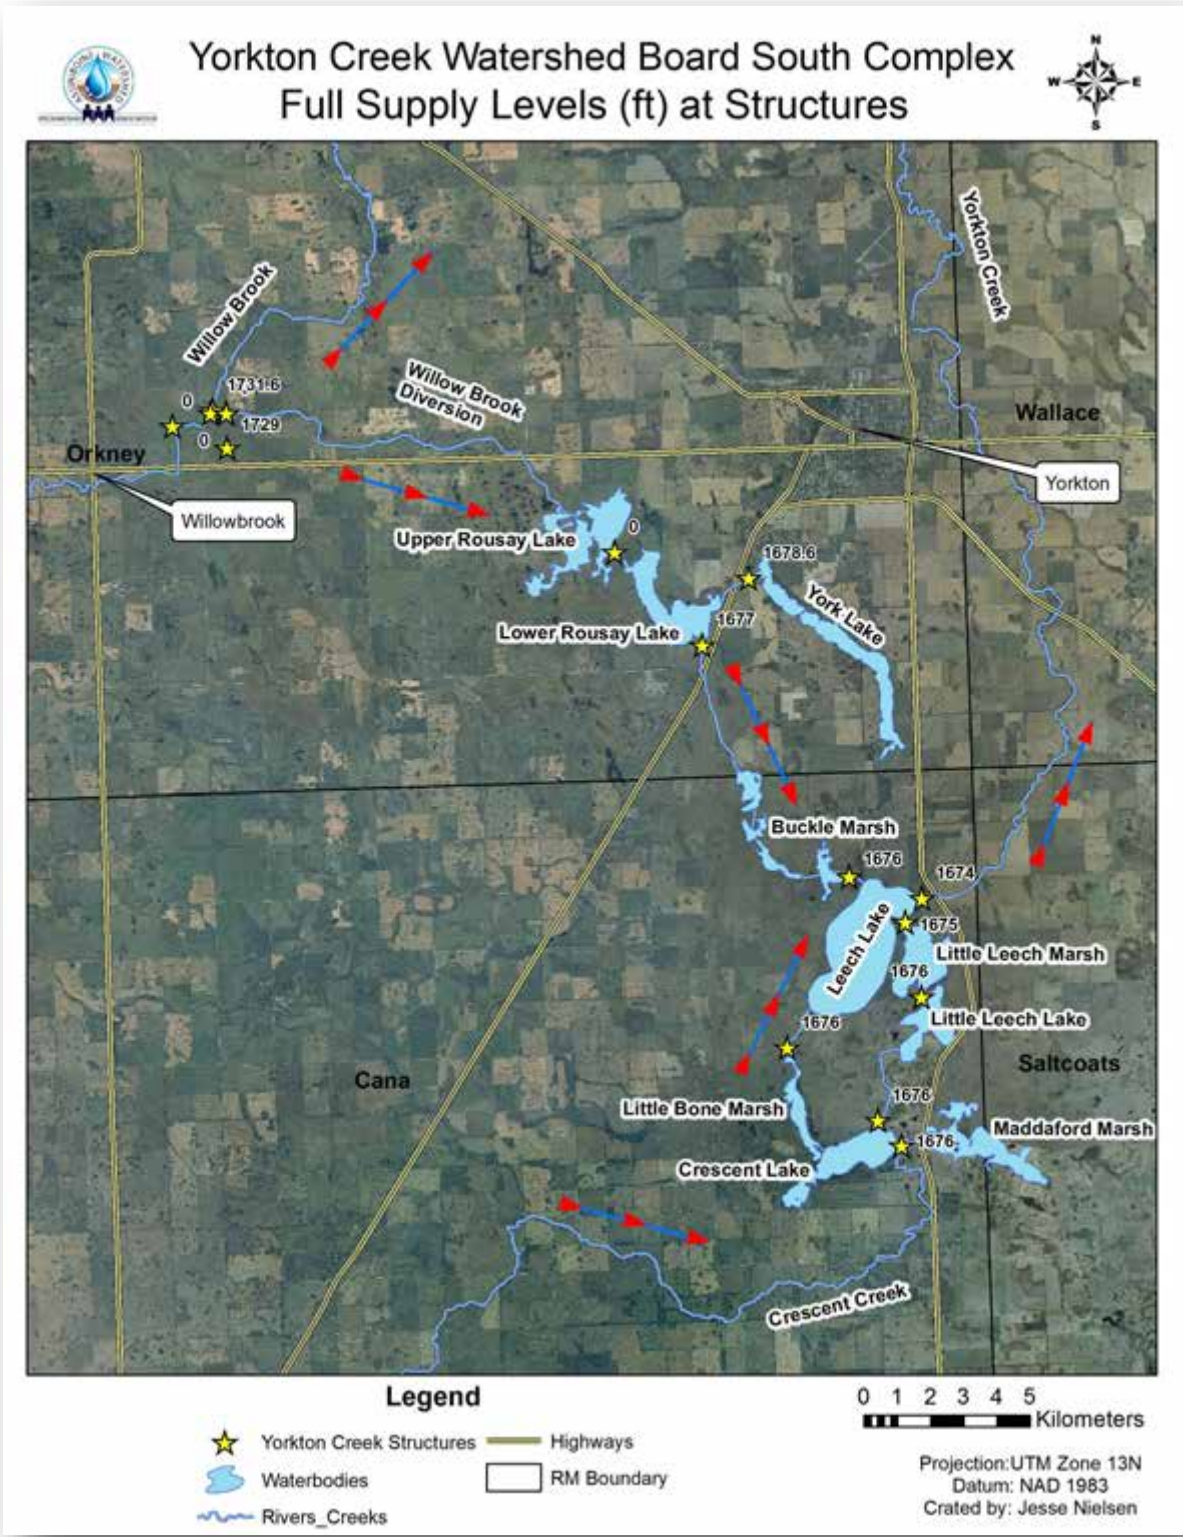 Yorkton Creek Watershed Board South Complex
Full Supply Levels (ft) at Structures
N
W
E
S
Yorkton Creek
Willow Brook
Willow Brook
Diversion
1731.6
0
1729
0
Orkney
Wallace
Yorkton
Willowbrook
Upper Rousay Lake
0
1678.6
York Lake
1677
Lower Rousay Lake
Buckle Marsh
1676
1674
1675
Leech Lake
Little Leech Marsh
1676
Little Leech Lake
1676
Saltcoats
Cana
1676
Little Bone Marsh
Maddaford Marsh
1676
Crescent Lake
Crescent Creek
Legend
0 1 2 3 4 5
Kilometers
Yorkton Creek Structures
Highways
Waterbodies
RM Boundary
Rivers_Creeks
Projection:UTM Zone 13N
Datum: NAD 1983
Crated by: Jesse Nielsen